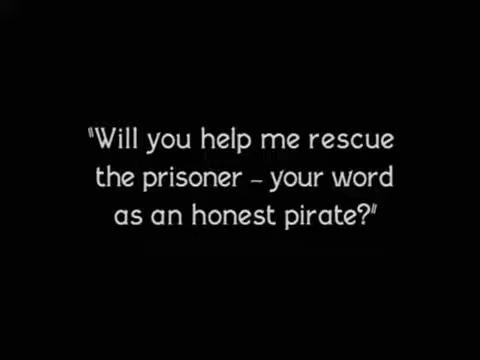 "Will you help me rescue
the prisoner – your word
as an honest pirate?"